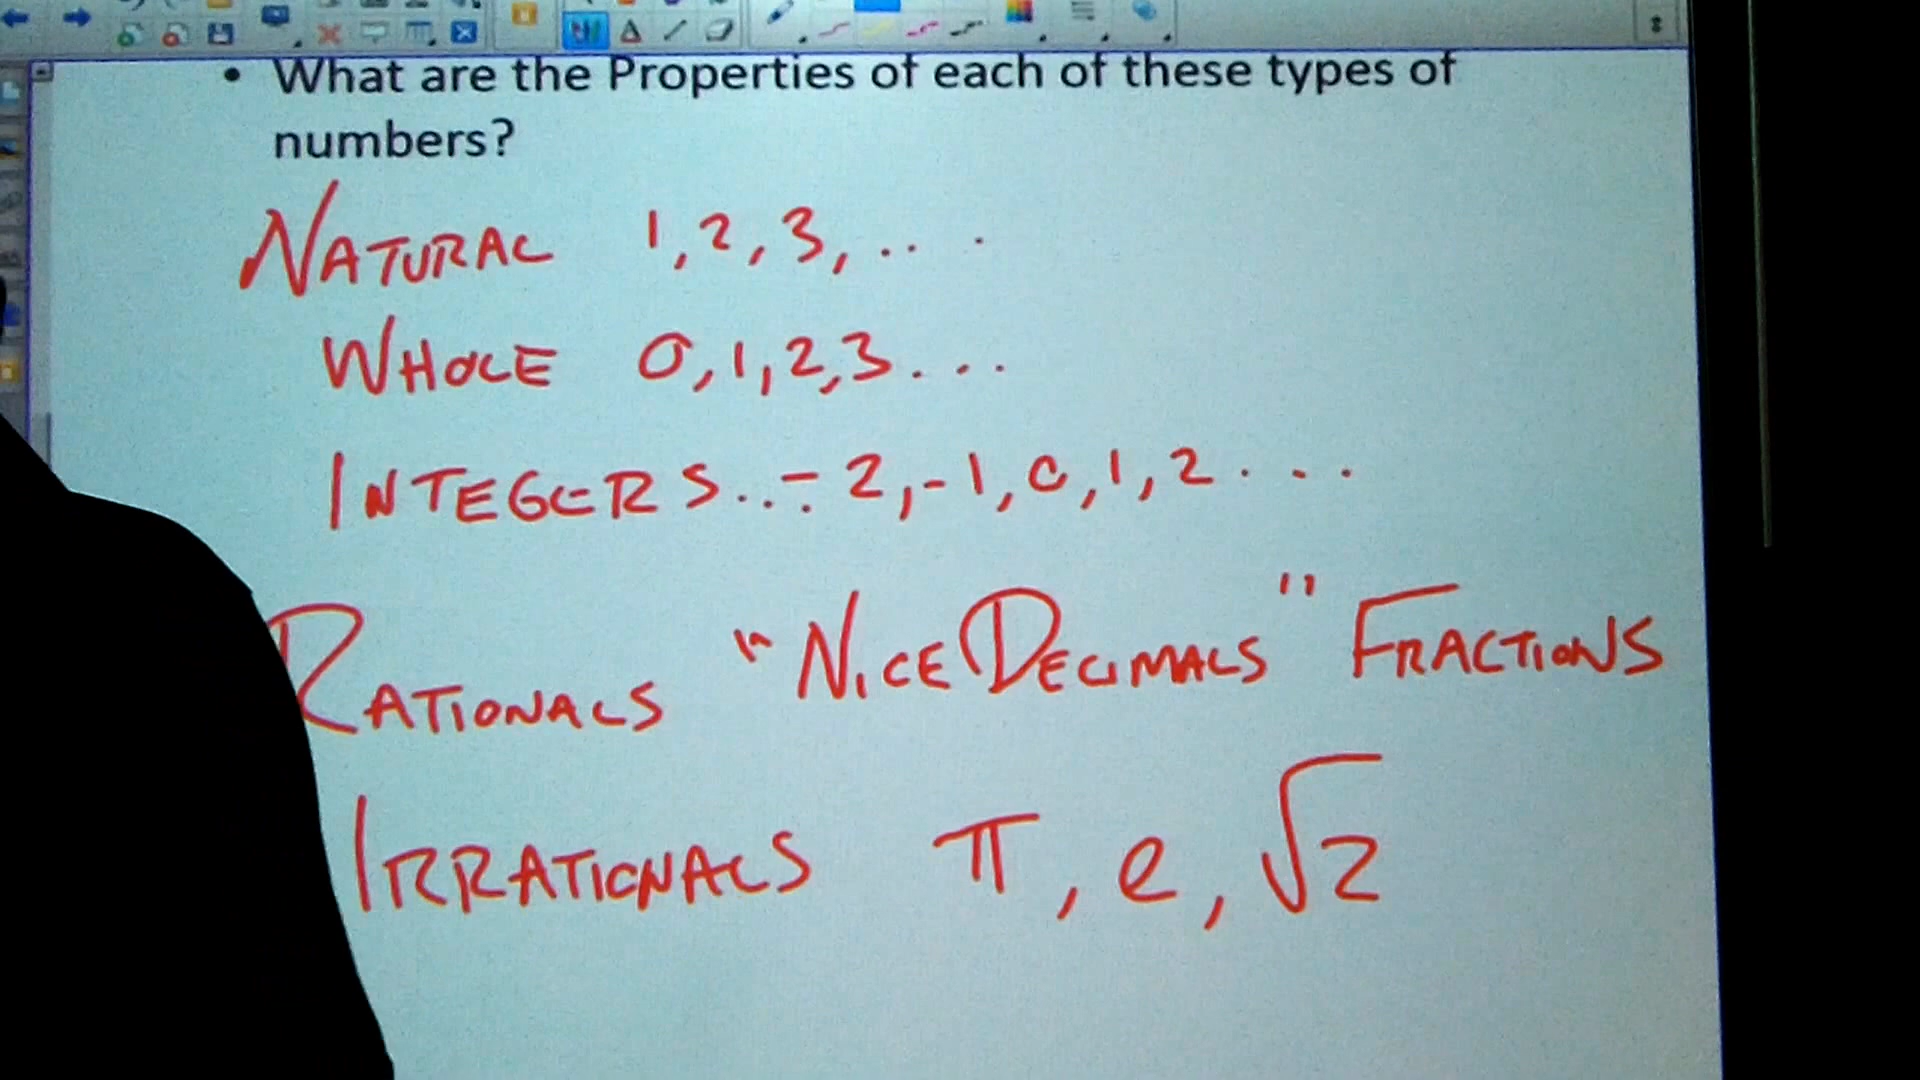 • What are the Properties of each of these types of
numbers?
NATURAL 1, 2, 3, ...
WHOLE 0, 1, 2, 3 ...
INTEGERS ... -2, -1, 0, 1, 2 ...
RATIONALS "NICE DECIMALS" FRACTIONS
IRRATIONALS π, e, √2